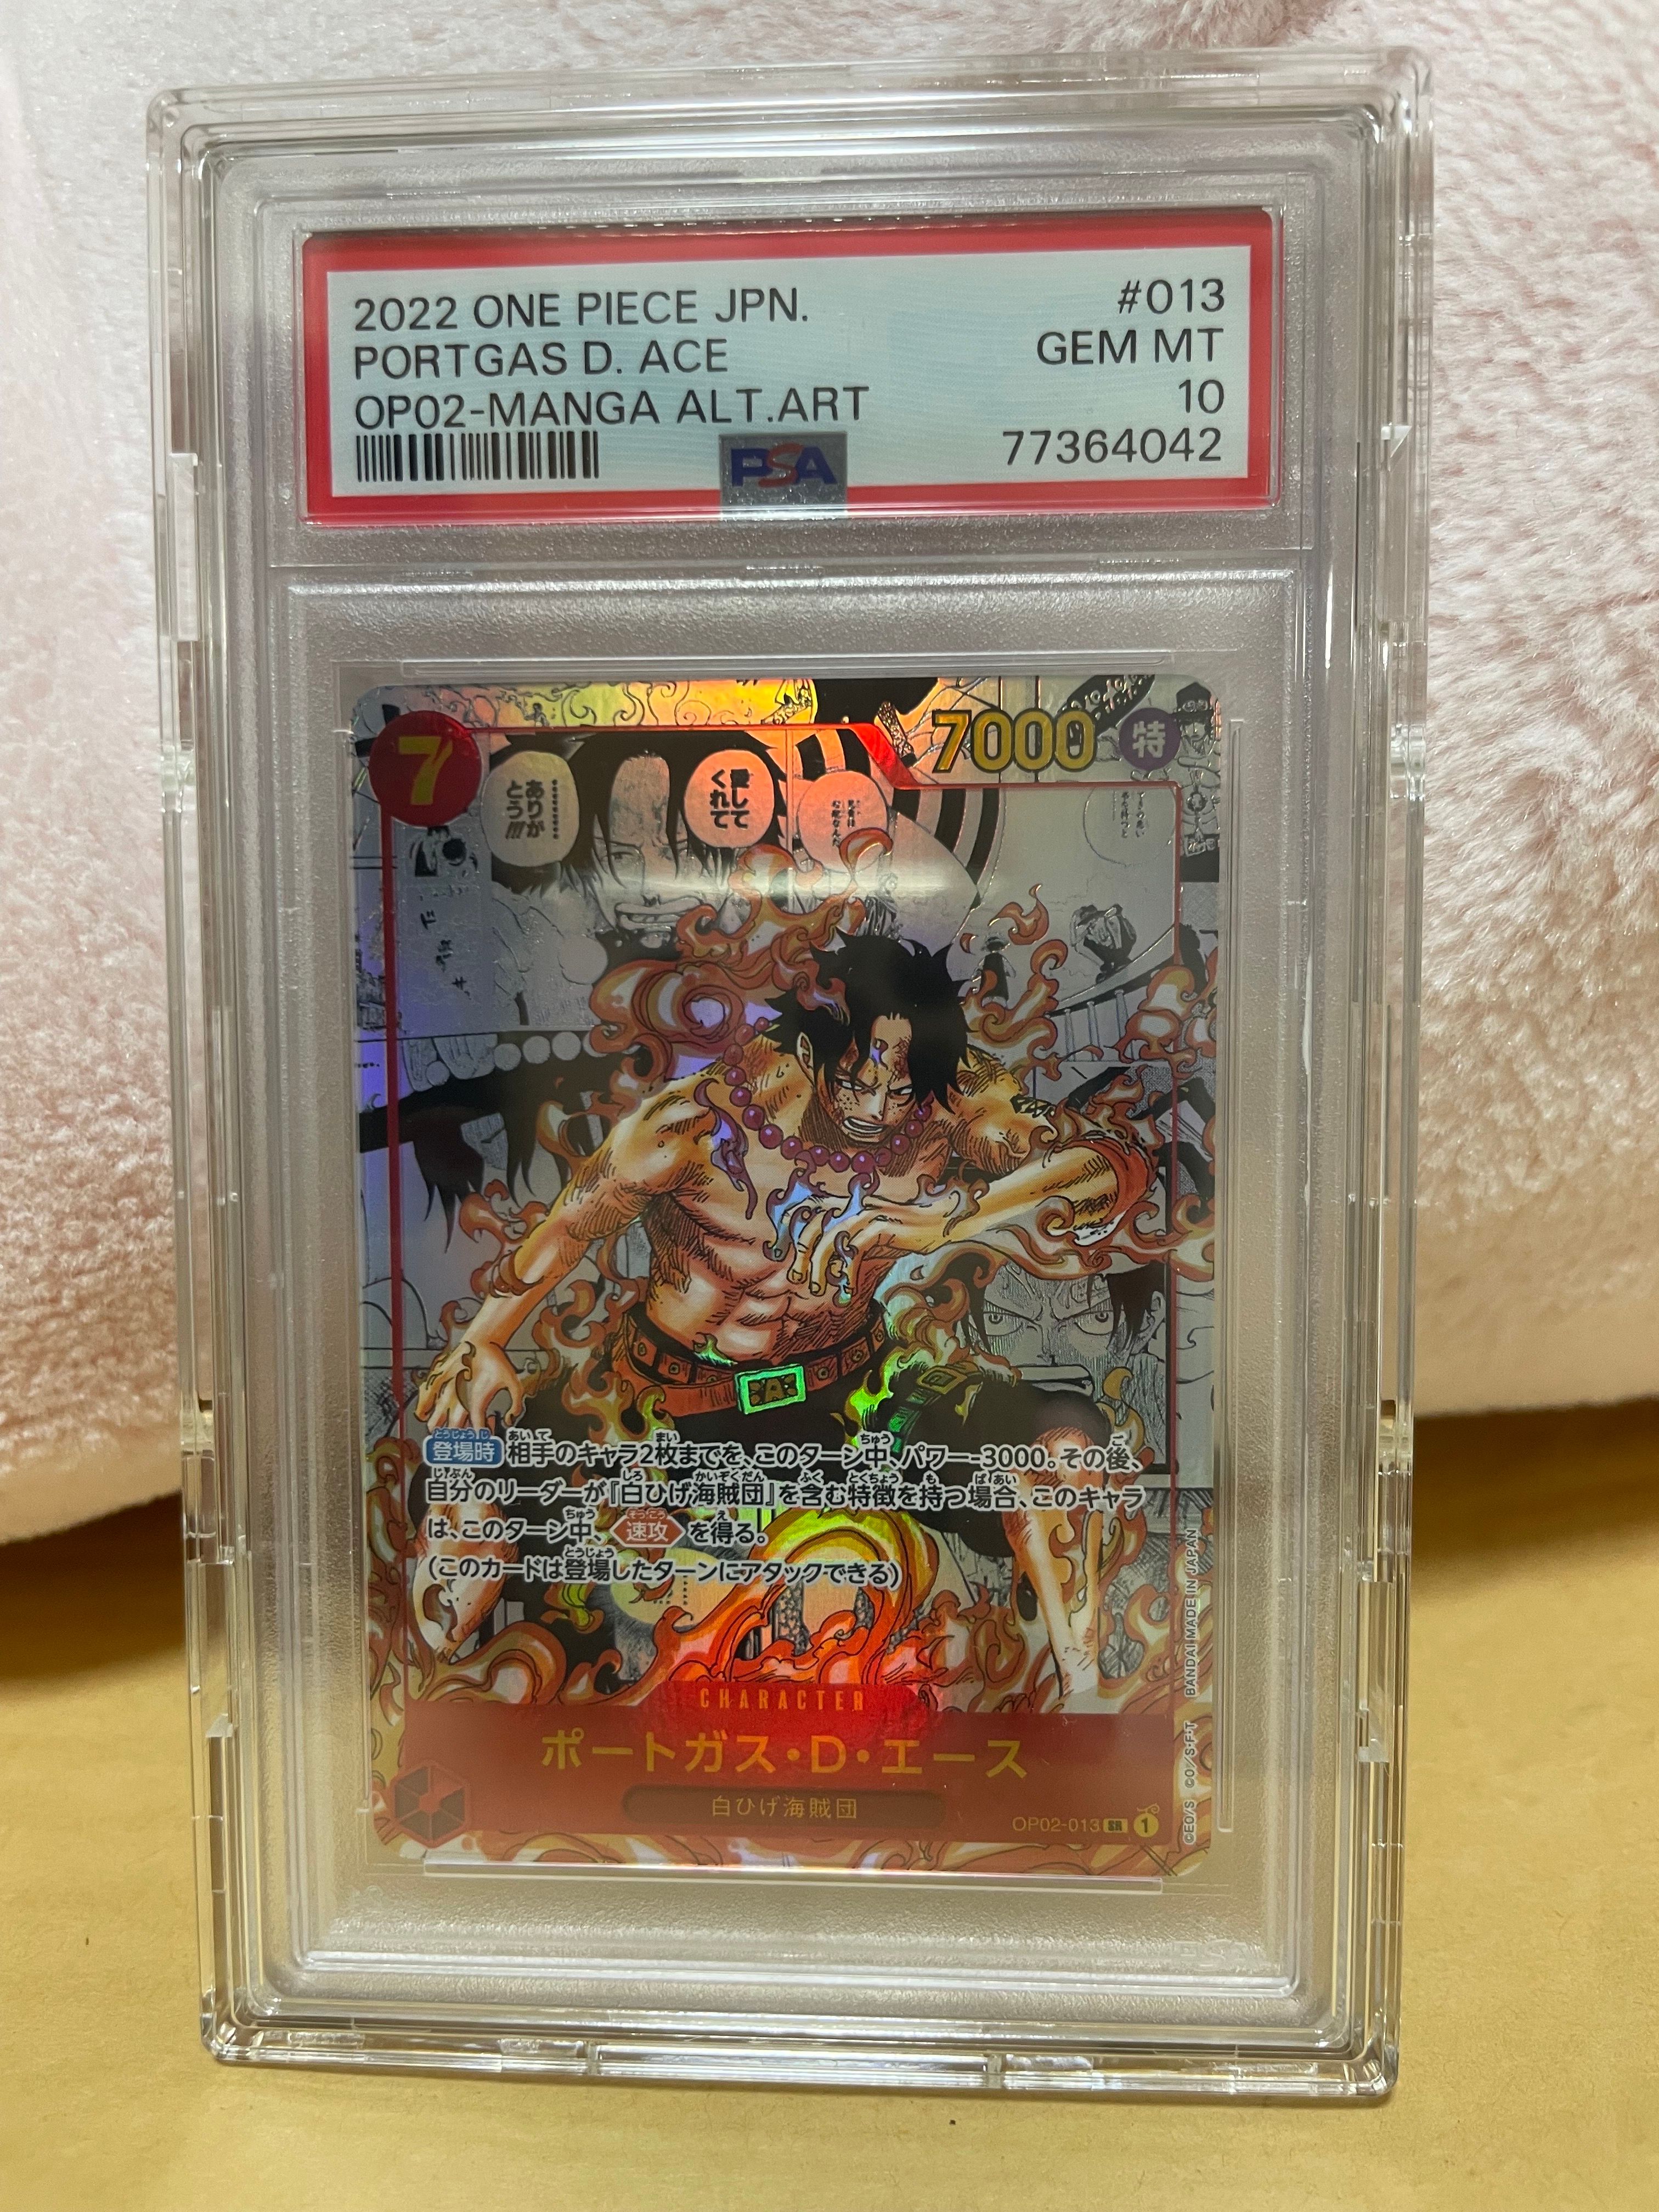 2022 ONE PIECE JPN.
#013
PORTGAS D. ACE
GEM MT
OP02-MANGA ALT.ART
10
77364042
PSA
7
7000
特
愛して
くれて
………
ありが
とう!!!
登場時 相手のキャラ2枚までを、このターン中、パワー-3000。その後、
自分のリーダーが『白ひげ海賊団』を含む特徴を持つ場合、このキャラ
は、このターン中、速攻を得る。
(このカードは登場したターンにアタックできる)
CHARACTER
ポートガス・D・エース
白ひげ海賊団
OP02-013 SR 1
©EO/S ©O/S・F・T BANDAI MADE IN JAPAN